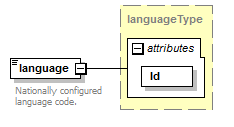 languageType
attributes
language
Id
Nationally configured
language code.